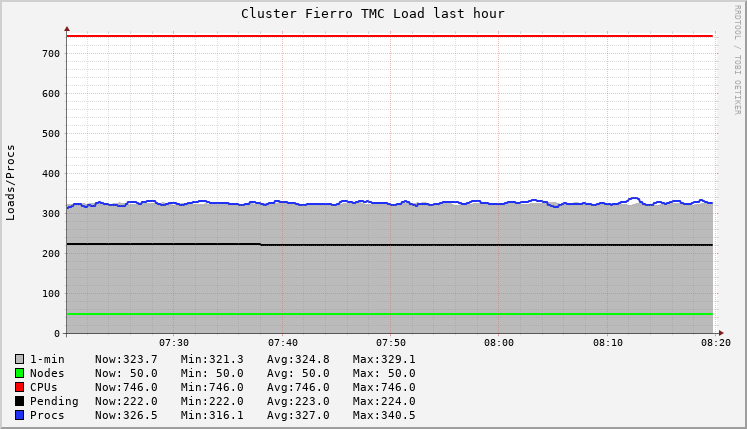 Cluster Fierro TMC Load last hour
RRDTOOL / TOBI OETIKER
Loads/Procs
700
600
500
400
300
200
100
0
07:30 07:40 07:50 08:00 08:10 08:20
1-min Now:323.7 Min:321.3 Avg:324.8 Max:329.1
Nodes Now: 50.0 Min: 50.0 Avg: 50.0 Max: 50.0
CPUs Now:746.0 Min:746.0 Avg:746.0 Max:746.0
Pending Now:222.0 Min:222.0 Avg:223.0 Max:224.0
Procs Now:326.5 Min:316.1 Avg:327.0 Max:340.5